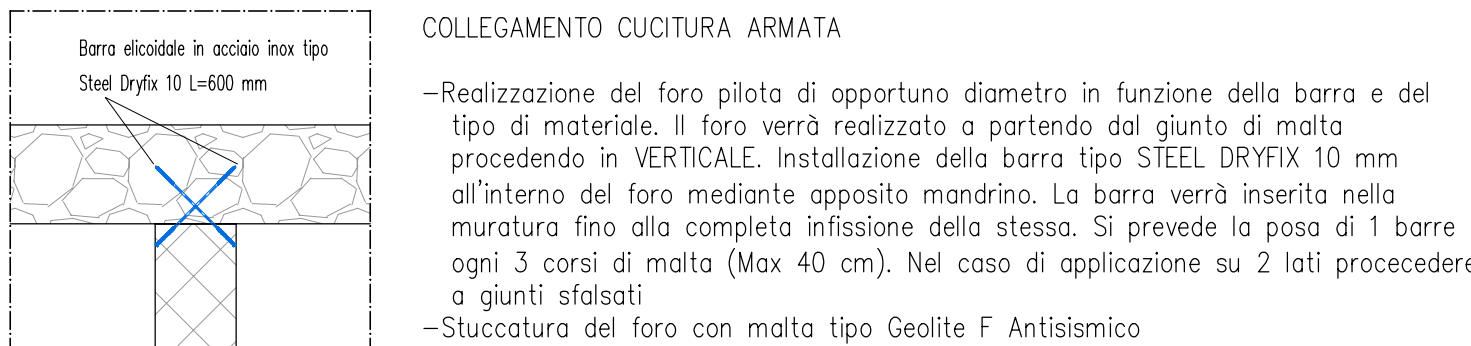 Barra elicoidale in acciaio inox tipo
Steel Dryfix 10 L=600 mm
COLLEGAMENTO CUCITURA ARMATA
-Realizzazione del foro pilota di opportuno diametro in funzione della barra e del
tipo di materiale. Il foro verrà realizzato a partendo dal giunto di malta
procedendo in VERTICALE. Installazione della barra tipo STEEL DRYFIX 10 mm
all'interno del foro mediante apposito mandrino. La barra verrà inserita nella
muratura fino alla completa infissione della stessa. Si prevede la posa di 1 barre
ogni 3 corsi di malta (Max 40 cm). Nel caso di applicazione su 2 lati procecedere
a giunti sfalsati
-Stuccatura del foro con malta tipo Geolite F Antisismico